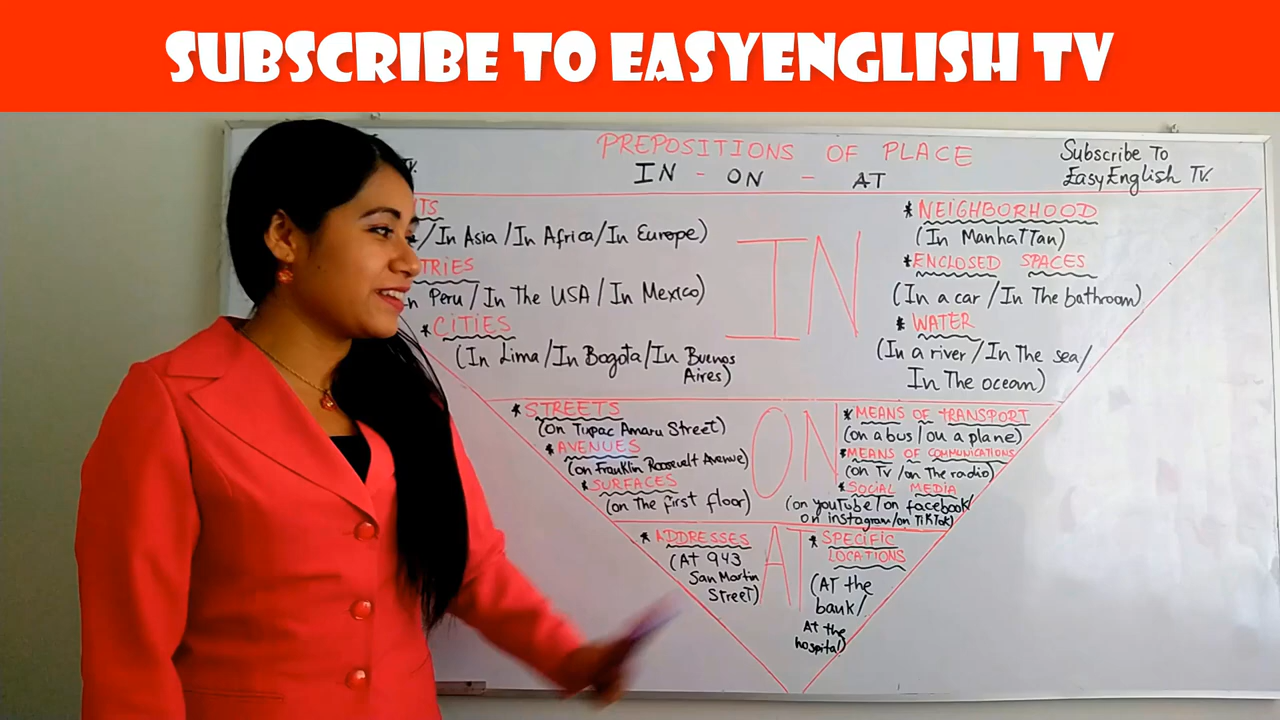 SUBSCRIBE TO EASYENGLISH TV
PREPOSITIONS OF PLACE
IN - ON - AT
Subscribe To
EasyEnglish Tv.
TV.
TS
/In Asia /In Africa/In Europe)
TRIES
n Peru/In The USA/In Mexico)
*CITIES
(In Lima/In Bogota/In Buenos
Aires)
IN
*NEIGHBORHOOD
(In Manhattan)
*ENCLOSED SPACES
(In a car /In The bathroom)
*WATER
(In a river/In The sea/
In The ocean)
*STREETS
(on Tupac Amaru Street)
*AVENUES
(on Franklin Roosevelt Avenue)
*SURFACES
(on The first floor)
ON
*MEANS OF TRANSPORT
(on a bus/on a plane)
*MEANS OF COMMUNICATIONS
(on Tv/on The radio)
*SOCIAL MEDIA
(on youTube/on facebook/
on instagram/on TikTok)
*ADDRESSES
(AT 943
San Martin
Street)
AT
*SPECIFIC
LOCATIONS
(AT the
bank/
AT the
hospital)